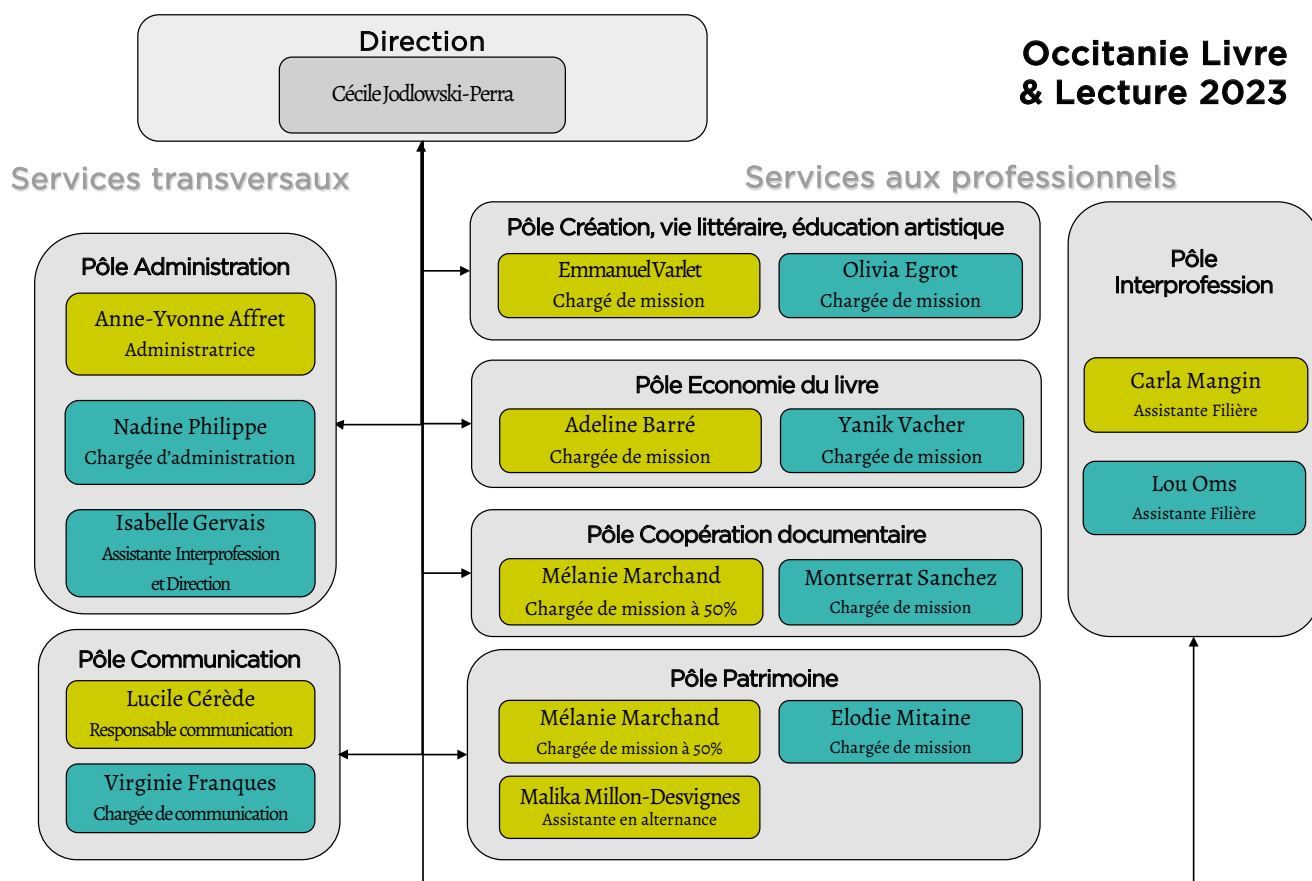 Direction
Cécile Jodlowski-Perra
Occitanie Livre
& Lecture 2023
Services transversaux
Services aux professionnels
Pôle Administration
Anne-Yvonne Affret
Administratrice
Nadine Philippe
Chargée d'administration
Isabelle Gervais
Assistante Interprofession
et Direction
Pôle Communication
Lucile Cérède
Responsable communication
Virginie Franques
Chargée de communication
Pôle Création, vie littéraire, éducation artistique
Emmanuel Varlet
Chargé de mission
Olivia Egrot
Chargée de mission
Pôle Economie du livre
Adeline Barré
Chargée de mission
Yanik Vacher
Chargée de mission
Pôle Coopération documentaire
Mélanie Marchand
Chargée de mission à 50%
Montserrat Sanchez
Chargée de mission
Pôle Patrimoine
Mélanie Marchand
Chargée de mission à 50%
Elodie Mitaine
Chargée de mission
Malika Millon-Desvignes
Assistante en alternance
Pôle
Interprofession
Carla Mangin
Assistante Filière
Lou Oms
Assistante Filière